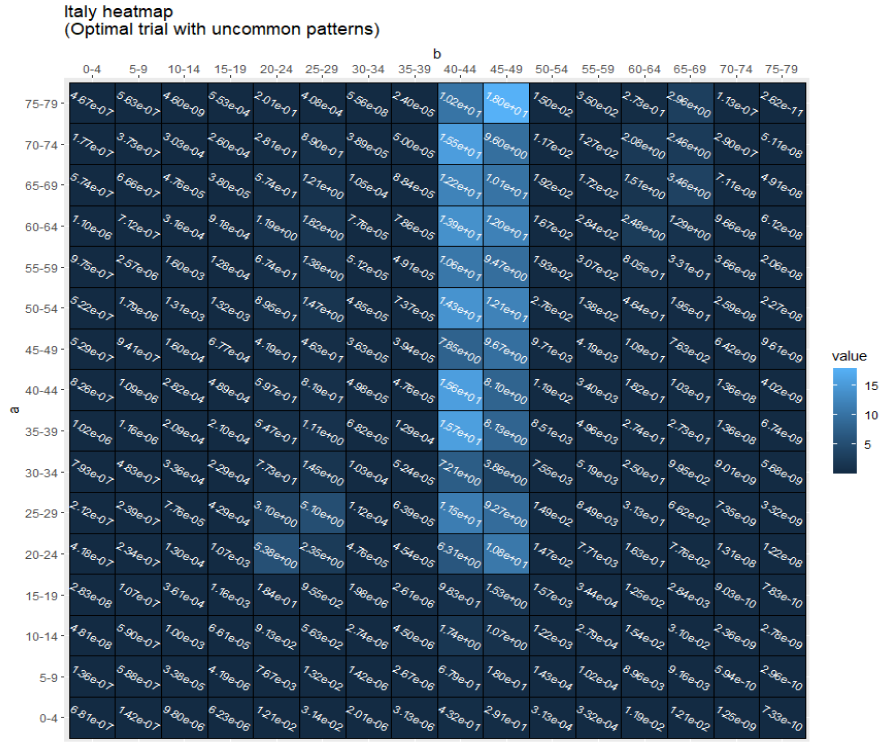 Italy heatmap
(Optimal trial with uncommon patterns)
b
0-4 5-9 10-14 15-19 20-24 25-29 30-34 35-39 40-44 45-49 50-54 55-59 60-64 65-69 70-74 75-79
75-79 4.67e-07 5.63e-07 4.60e-09 5.53e-04 2.01e-01 4.08e-04 5.56e-08 2.40e-05 1.02e+01 1.80e+01 1.50e-02 3.50e-02 2.73e-01 2.96e+00 1.13e-07 2.62e-11
70-74 1.77e-07 3.73e-07 3.03e-04 2.60e-04 2.81e-01 8.90e-01 3.89e-05 5.00e-05 1.55e+01 9.60e+00 1.17e-02 1.27e-02 2.08e+00 2.46e+00 2.90e-07 5.11e-08
65-69 5.74e-07 6.66e-07 4.76e-05 3.80e-05 5.74e-01 1.21e+00 1.05e-04 8.84e-05 1.22e+01 1.01e+01 1.92e-02 1.72e-02 1.51e+00 3.46e+00 7.11e-08 4.91e-08
60-64 1.10e-06 7.12e-07 3.16e-04 9.18e-04 1.19e+00 1.82e+00 7.76e-05 7.86e-05 1.39e+01 1.20e+01 1.67e-02 2.84e-02 2.48e+00 1.29e+00 9.66e-08 6.12e-08
55-59 9.75e-07 2.57e-06 1.60e-03 1.28e-04 6.74e-01 1.38e+00 5.12e-05 4.91e-05 1.06e+01 9.47e+00 1.93e-02 3.07e-02 8.05e-01 3.31e-01 3.66e-08 2.06e-08
50-54 5.22e-07 1.79e-06 1.31e-03 1.32e-03 8.95e-01 1.47e+00 4.85e-05 7.37e-05 1.43e+01 1.21e+01 2.76e-02 1.38e-02 4.64e-01 1.95e-01 2.59e-08 2.27e-08
45-49 5.29e-07 9.41e-07 1.60e-04 6.77e-04 4.19e-01 4.63e-01 3.63e-05 3.94e-05 7.85e+00 9.67e+00 9.71e-03 4.19e-03 1.09e-01 7.63e-02 6.42e-09 9.61e-09
40-44 8.26e-07 1.09e-06 2.82e-04 4.89e-04 5.97e-01 8.19e-01 4.98e-05 4.76e-05 1.56e+01 8.10e+00 1.19e-02 3.40e-03 1.82e-01 1.03e-01 1.36e-08 4.02e-09
35-39 1.02e-06 1.16e-06 2.09e-04 2.10e-04 5.47e-01 1.11e+00 6.82e-05 1.29e-04 1.57e+01 8.13e+00 8.51e-03 4.96e-03 2.74e-01 2.73e-01 1.36e-08 6.74e-09
30-34 7.93e-07 4.83e-07 3.36e-04 2.29e-04 7.73e-01 1.45e+00 1.03e-04 5.24e-05 7.21e+00 3.86e+00 7.55e-03 5.19e-03 2.50e-01 9.95e-02 9.01e-09 5.68e-09
25-29 2.12e-07 2.39e-07 7.76e-05 4.29e-04 3.10e+00 5.10e+00 1.12e-04 6.39e-05 1.15e+01 9.27e+00 1.49e-02 8.49e-03 3.13e-01 6.62e-02 7.35e-09 3.32e-09
20-24 4.18e-07 2.34e-07 1.30e-04 1.07e-03 5.38e+00 2.35e+00 4.76e-05 4.54e-05 6.31e+00 1.08e+01 1.47e-02 7.71e-03 1.63e-01 7.76e-02 1.31e-08 1.22e-08
15-19 2.83e-08 1.07e-07 3.61e-04 1.16e-03 1.84e-01 9.55e-02 1.98e-06 2.61e-06 9.83e-01 1.53e+00 1.57e-03 3.44e-04 1.25e-02 2.84e-03 9.03e-10 7.83e-10
10-14 4.81e-08 5.90e-07 1.00e-03 6.61e-05 9.13e-02 5.63e-02 2.74e-06 4.50e-06 1.74e+00 1.07e+00 1.22e-03 2.79e-04 1.54e-02 3.10e-02 2.36e-09 2.78e-09
5-9 1.36e-07 5.88e-07 3.38e-05 4.19e-06 7.67e-03 1.32e-02 1.42e-06 2.67e-06 6.79e-01 1.80e-01 1.43e-04 1.02e-04 8.96e-03 9.16e-03 5.94e-10 2.96e-10
0-4 6.81e-07 1.42e-07 9.80e-06 6.23e-06 1.21e-02 3.14e-02 2.01e-06 3.13e-06 4.32e-01 2.91e-01 3.13e-04 3.32e-04 1.19e-02 1.21e-02 1.25e-09 7.33e-10
a
value
15
10
5